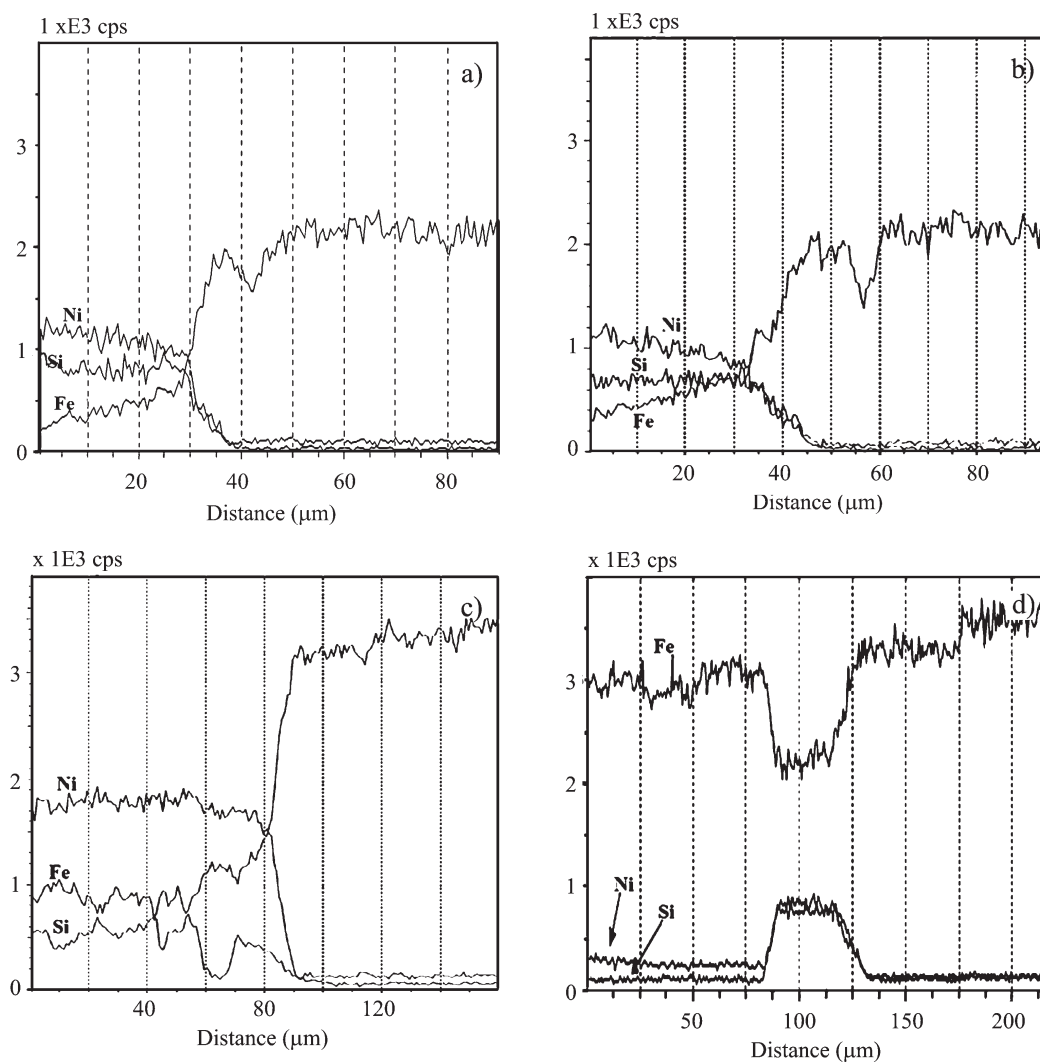 1 xE3 cps
a)
3
2
1
0
Ni
Si
Fe
20 40 60 80
Distance (µm)
1 xE3 cps
b)
3
2
1
0
Ni
Si
Fe
20 40 60 80
Distance (µm)
x 1E3 cps
c)
3
2
1
0
Ni
Fe
Si
40 80 120
Distance (µm)
x 1E3 cps
d)
3
2
1
0
Fe
Ni
Si
50 100 150 200
Distance (µm)